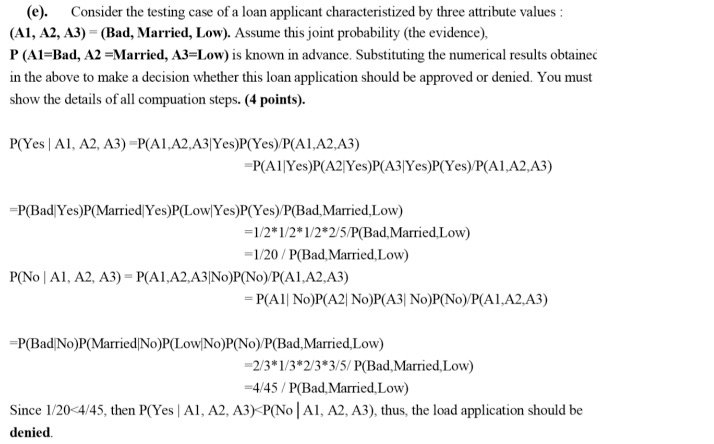 (e). Consider the testing case of a loan applicant characteristized by three attribute values :
(A1, A2, A3) = (Bad, Married, Low). Assume this joint probability (the evidence),
P (A1=Bad, A2 =Married, A3=Low) is known in advance. Substituting the numerical results obtained
in the above to make a decision whether this loan application should be approved or denied. You must
show the details of all compuation steps. (4 points).
P(Yes | A1, A2, A3) =P(A1,A2,A3|Yes)P(Yes)/P(A1,A2,A3)
=P(A1|Yes)P(A2|Yes)P(A3|Yes)P(Yes)/P(A1,A2,A3)
=P(Bad|Yes)P(Married|Yes)P(Low|Yes)P(Yes)/P(Bad,Married,Low)
=1/2*1/2*1/2*2/5/P(Bad,Married,Low)
=1/20 / P(Bad,Married,Low)
P(No | A1, A2, A3) = P(A1,A2,A3|No)P(No)/P(A1,A2,A3)
= P(A1| No)P(A2| No)P(A3| No)P(No)/P(A1,A2,A3)
=P(Bad|No)P(Married|No)P(Low|No)P(No)/P(Bad,Married,Low)
=2/3*1/3*2/3*3/5/ P(Bad,Married,Low)
=4/45 / P(Bad,Married,Low)
Since 1/20<4/45, then P(Yes | A1, A2, A3)<P(No | A1, A2, A3), thus, the load application should be
denied.